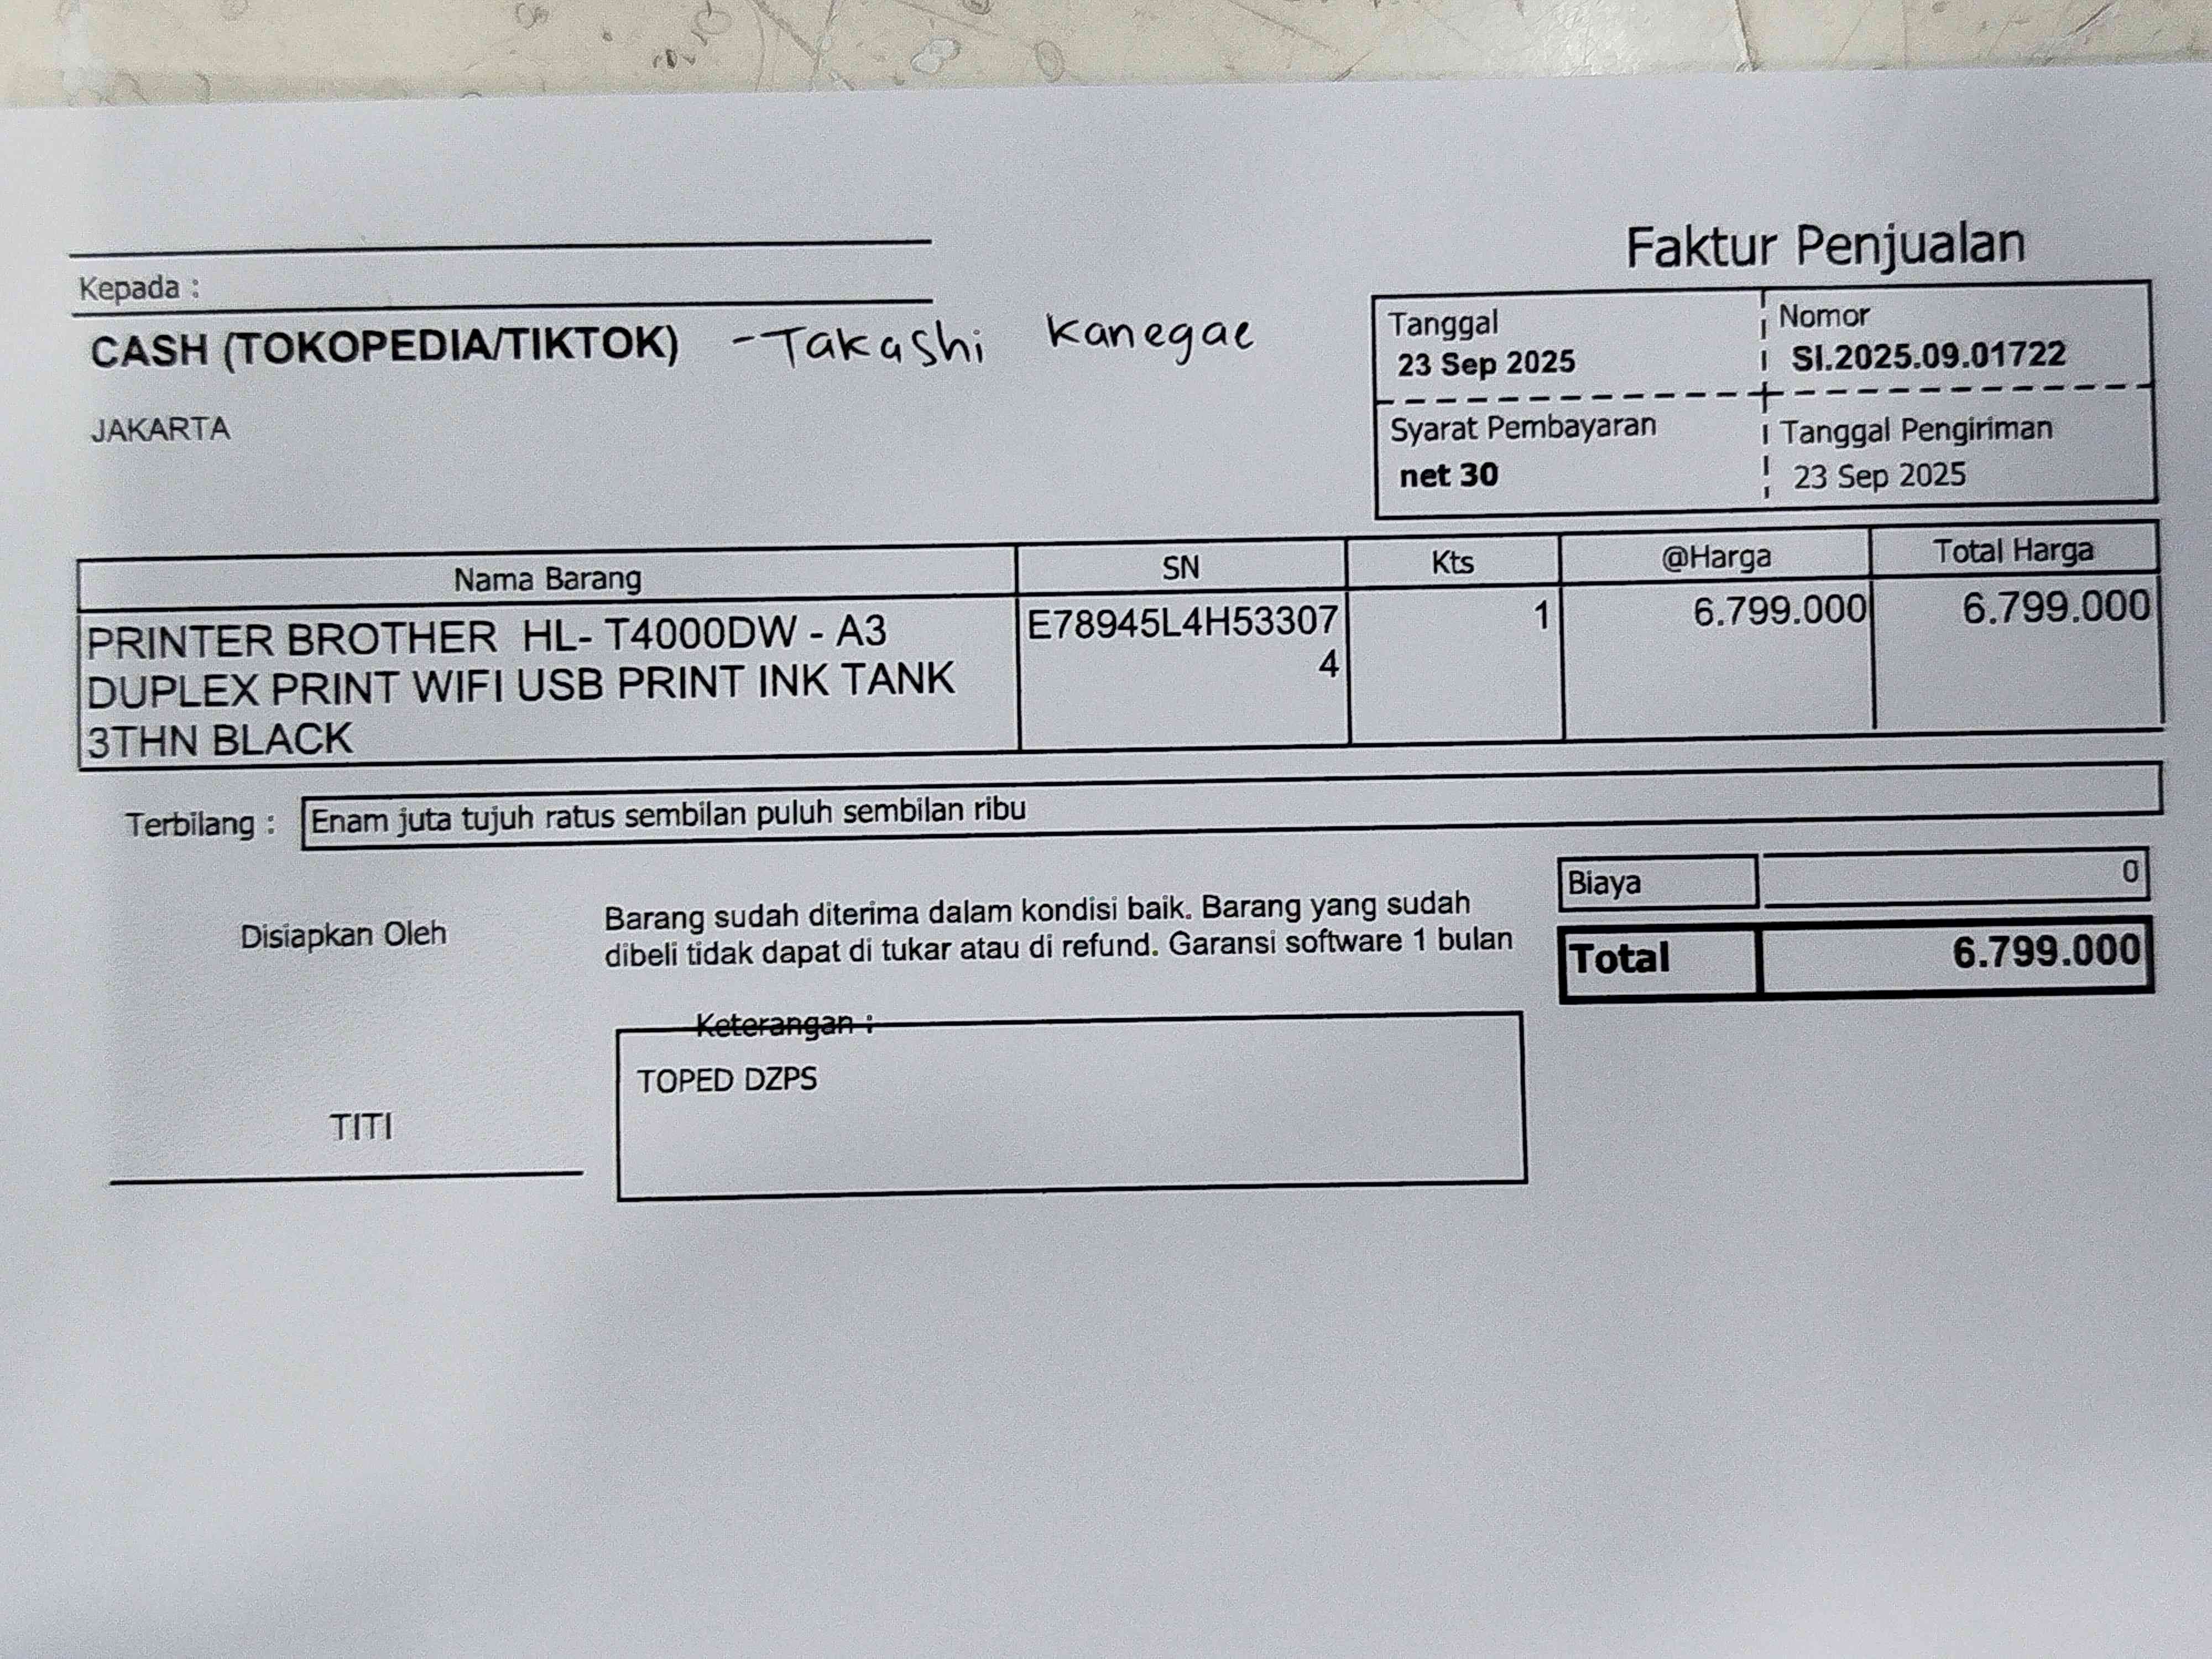 Faktur Penjualan
Kepada :
CASH (TOKOPEDIA/TIKTOK) - Takashi Kanegae
JAKARTA
Tanggal
23 Sep 2025
Nomor
SI.2025.09.01722
Syarat Pembayaran
net 30
Tanggal Pengiriman
23 Sep 2025
Nama Barang SN Kts @Harga Total Harga
PRINTER BROTHER HL- T4000DW - A3 E78945L4H53307 1 6.799.000 6.799.000
DUPLEX PRINT WIFI USB PRINT INK TANK 4
3THN BLACK
Terbilang : Enam juta tujuh ratus sembilan puluh sembilan ribu
Biaya 0
Total 6.799.000
Disiapkan Oleh
TITI
Barang sudah diterima dalam kondisi baik. Barang yang sudah
dibeli tidak dapat di tukar atau di refund. Garansi software 1 bulan
Keterangan :
TOPED DZPS